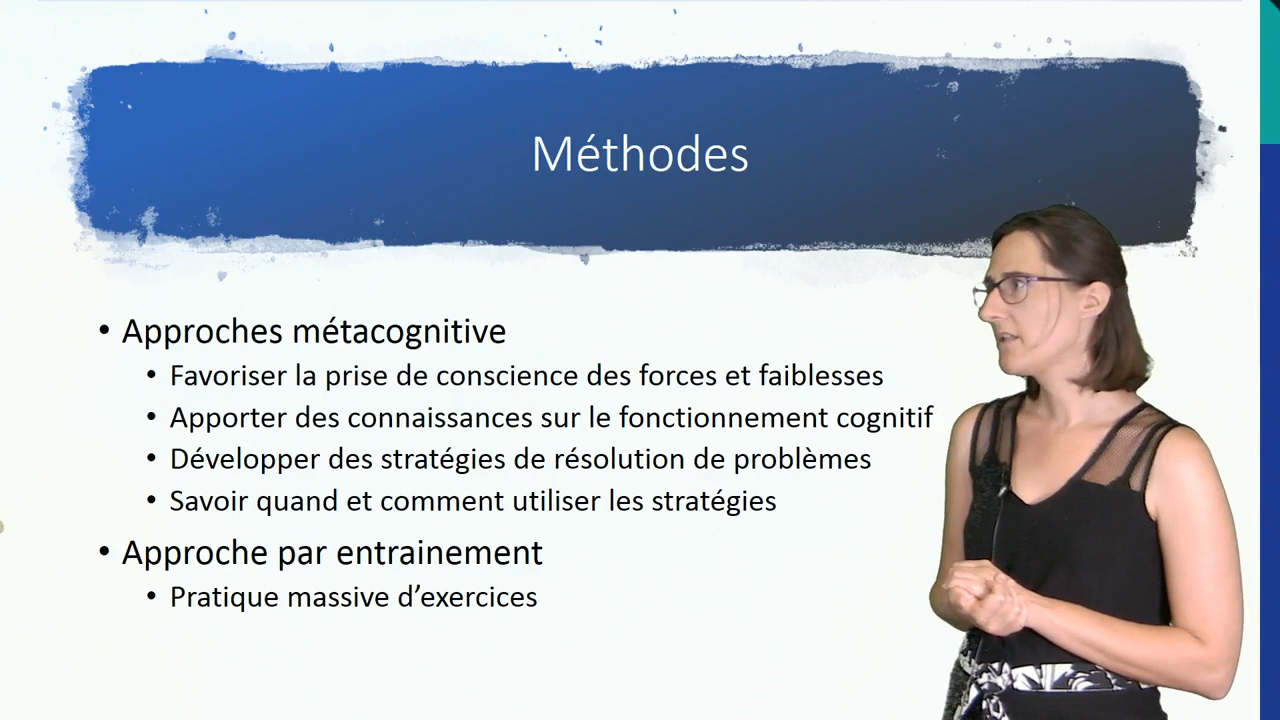 Méthodes
• Approches métacognitive
• Favoriser la prise de conscience des forces et faiblesses
• Apporter des connaissances sur le fonctionnement cognitif
• Développer des stratégies de résolution de problèmes
• Savoir quand et comment utiliser les stratégies
• Approche par entrainement
• Pratique massive d’exercices